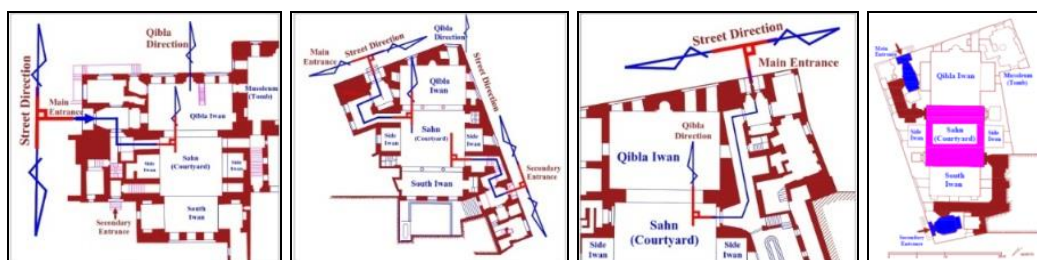 Street Direction
Qibla
Direction
Main
Entrance
Qibla Iwan
Mausoleum
(Tomb)
Side
Iwan
Sahn
(Courtyard)
Side
Iwan
South
Iwan
Secondary
Entrance
Main
Entrance
Street Direction
Qibla
Direction
Street Direction
Qibla
Iwan
Side
Iwan
Sahn
(Courtyard)
Side
Iwan
South Iwan
Secondary
Entrance
Street Direction
Main Entrance
Qibla
Direction
Qibla Iwan
Side
Iwan
Sahn
(Courtyard)
Side
Iwan
Main
Entrance
Qibla Iwan
Mausoleum
(Tomb)
Side
Iwan
Sahn
(Courtyard)
Side
Iwan
South
Iwan
Secondary
Entrance